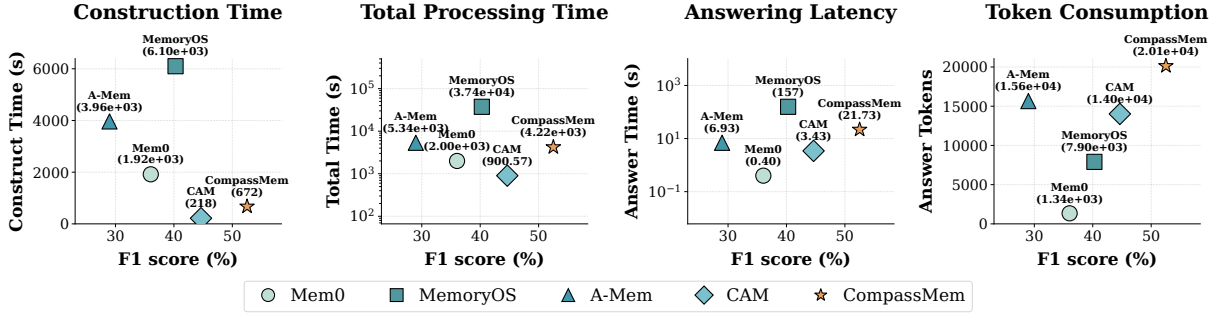 Construction Time
Construct Time (s)
6000
4000
2000
0
30
40
50
F1 score (%)
MemoryOS
(6.10e+03)
A-Mem
(3.96e+03)
Mem0
(1.92e+03)
CAM
(218)
CompassMem
(672)
Total Processing Time
Total Time (s)
10^5
10^4
10^3
10^2
30
40
50
F1 score (%)
MemoryOS
(3.74e+04)
A-Mem
(5.34e+03)
Mem0
(2.00e+03)
CAM
(900.57)
CompassMem
(4.22e+03)
Answering Latency
Answer Time (s)
10^3
10^1
10^−1
30
40
50
F1 score (%)
MemoryOS
(157)
A-Mem
(6.93)
Mem0
(0.40)
CAM
(3.43)
CompassMem
(21.73)
Token Consumption
Answer Tokens
20000
15000
10000
5000
0
30
40
50
F1 score (%)
CompassMem
(2.01e+04)
A-Mem
(1.56e+04)
CAM
(1.40e+04)
MemoryOS
(7.90e+03)
Mem0
(1.34e+03)
Mem0
MemoryOS
A-Mem
CAM
CompassMem